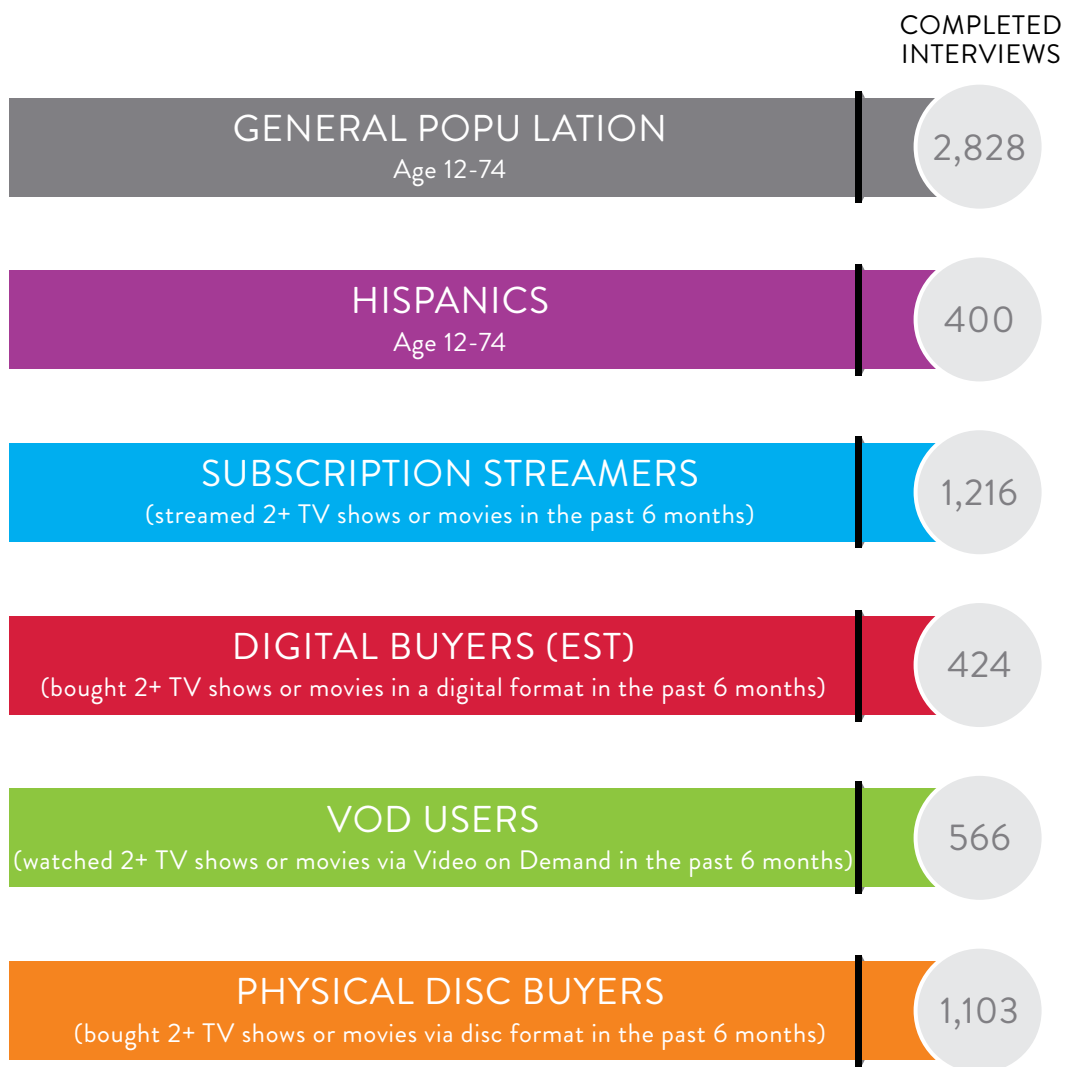 COMPLETED
INTERVIEWS
GENERAL POPU LATION
Age 12-74
2,828
HISPANICS
Age 12-74
400
SUBSCRIPTION STREAMERS
(streamed 2+ TV shows or movies in the past 6 months)
1,216
DIGITAL BUYERS (EST)
(bought 2+ TV shows or movies in a digital format in the past 6 months)
424
VOD USERS
(watched 2+ TV shows or movies via Video on Demand in the past 6 months)
566
PHYSICAL DISC BUYERS
(bought 2+ TV shows or movies via disc format in the past 6 months)
1,103